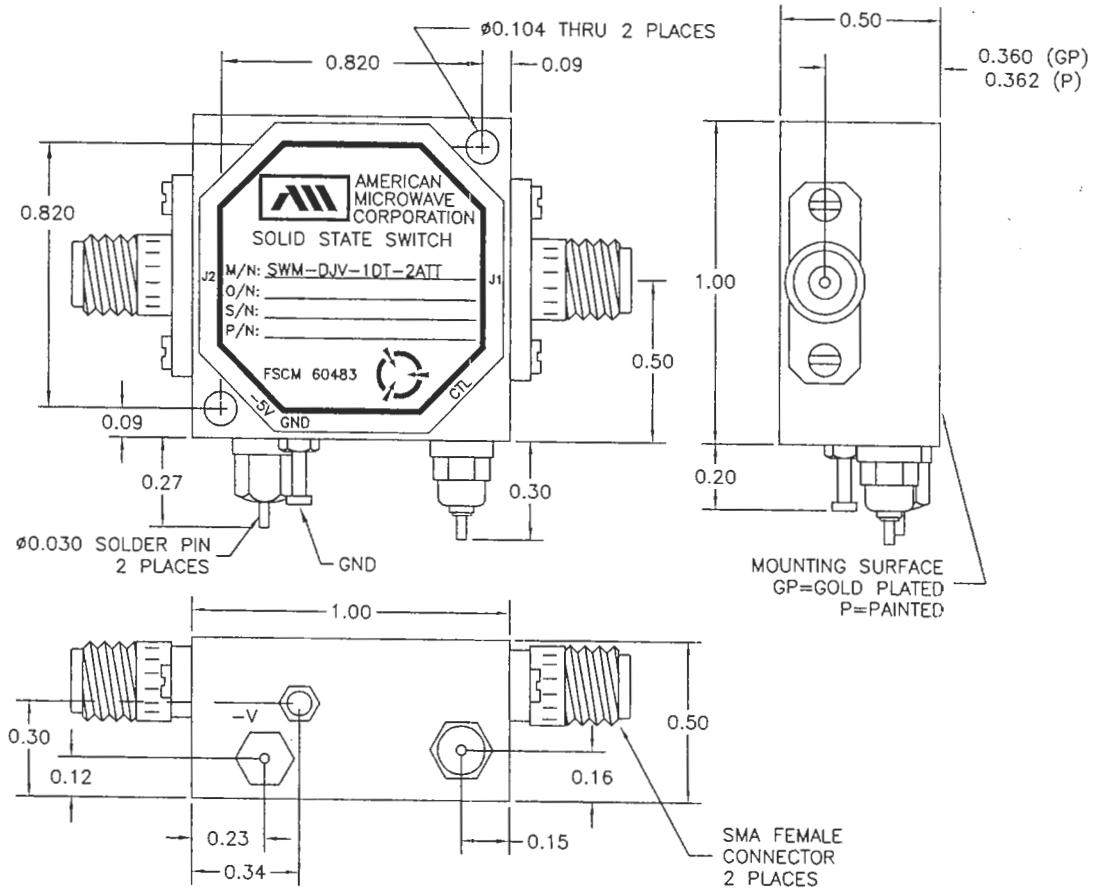 Ø0.104 THRU 2 PLACES
0.820
0.09
0.50
0.360 (GP)
0.362 (P)
0.820
AMERICAN
MICROWAVE
CORPORATION
SOLID STATE SWITCH
J2
M/N: SWM-DJV-1DT-2ATT
J1
O/N:
S/N:
P/N:
FSCM 60483
-5V
GND
CTL
1.00
0.50
0.09
0.27
0.30
0.20
Ø0.030 SOLDER PIN
2 PLACES
GND
MOUNTING SURFACE
GP=GOLD PLATED
P=PAINTED
1.00
-V
0.30
0.12
0.50
0.16
0.23
0.15
0.34
SMA FEMALE
CONNECTOR
2 PLACES